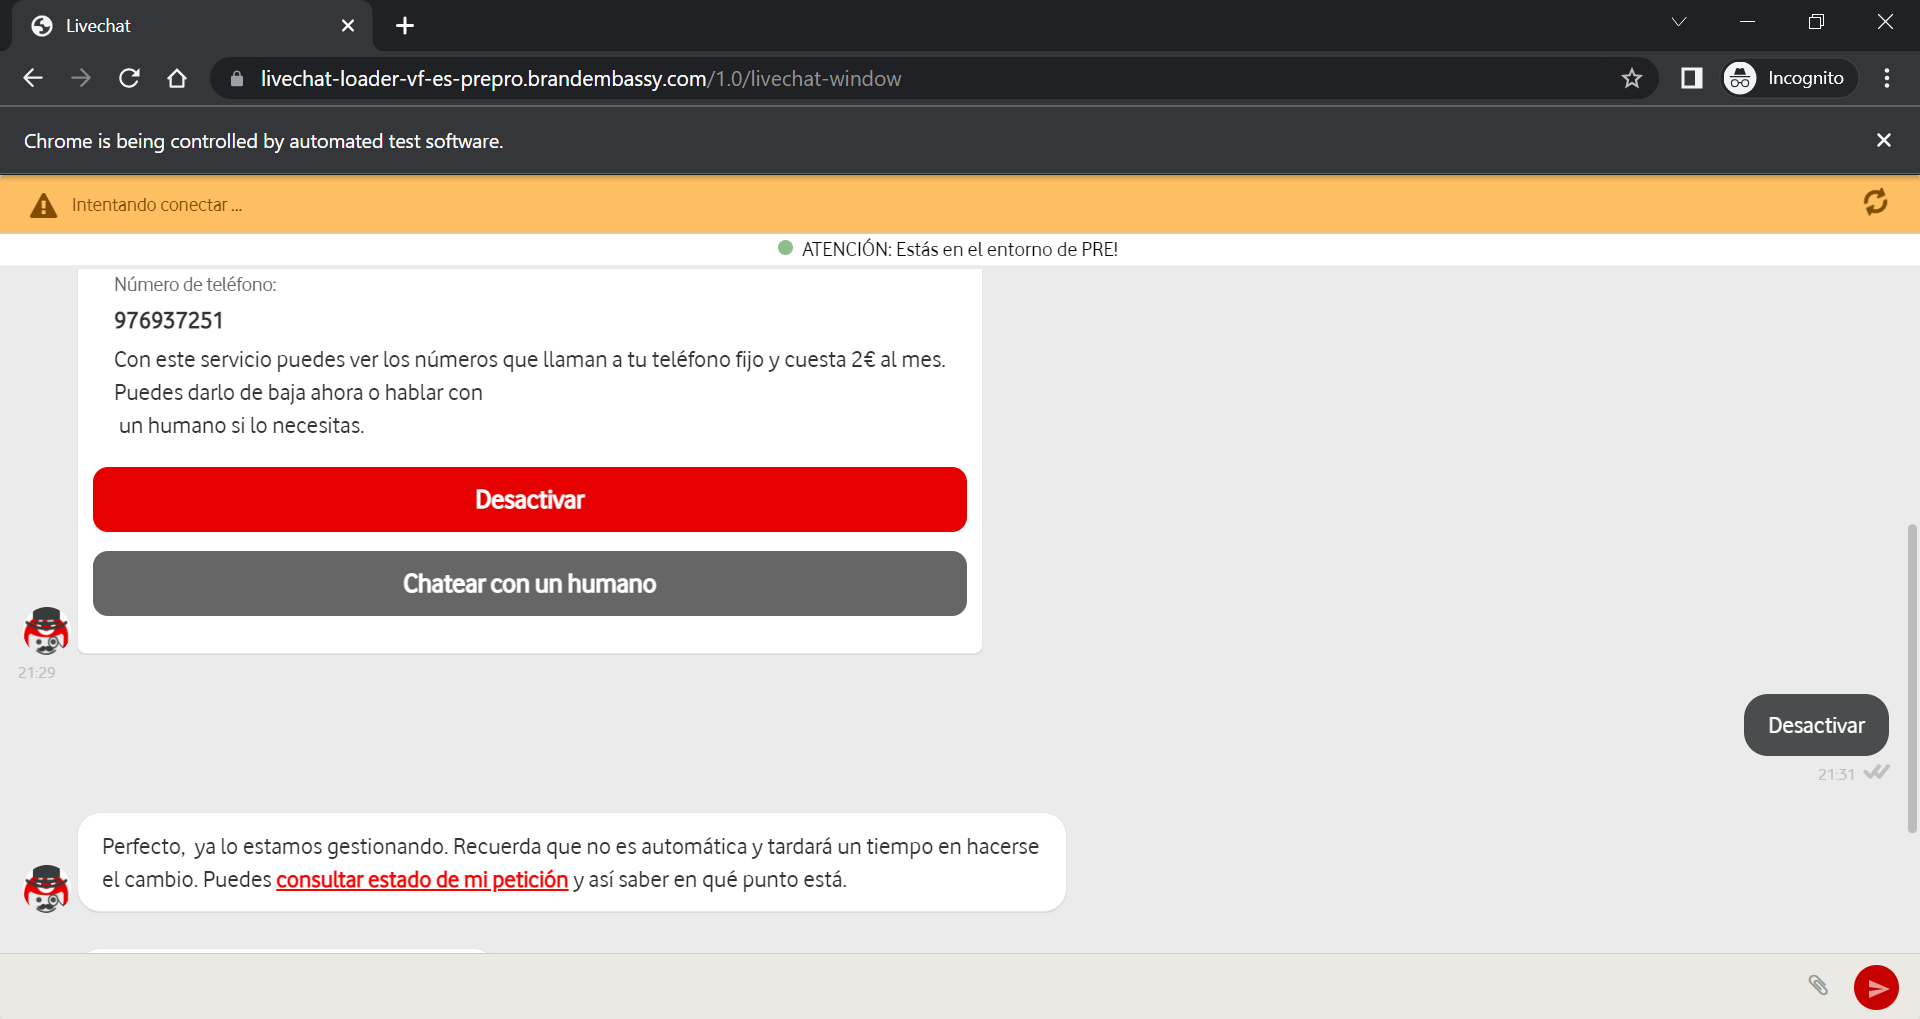 Livechat
livechat-loader-vf-es-prepro.brandembassy.com/1.0/livechat-window
Incognito
Chrome is being controlled by automated test software.
Intentando conectar ...
ATENCIÓN: Estás en el entorno de PRE!
Número de teléfono:
976937251
Con este servicio puedes ver los números que llaman a tu teléfono fijo y cuesta 2€ al mes.
Puedes darlo de baja ahora o hablar con
un humano si lo necesitas.
Desactivar
Chatear con un humano
21:29
Desactivar
21:31
Perfecto, ya lo estamos gestionando. Recuerda que no es automática y tardará un tiempo en hacerse
el cambio. Puedes consultar estado de mi petición y así saber en qué punto está.